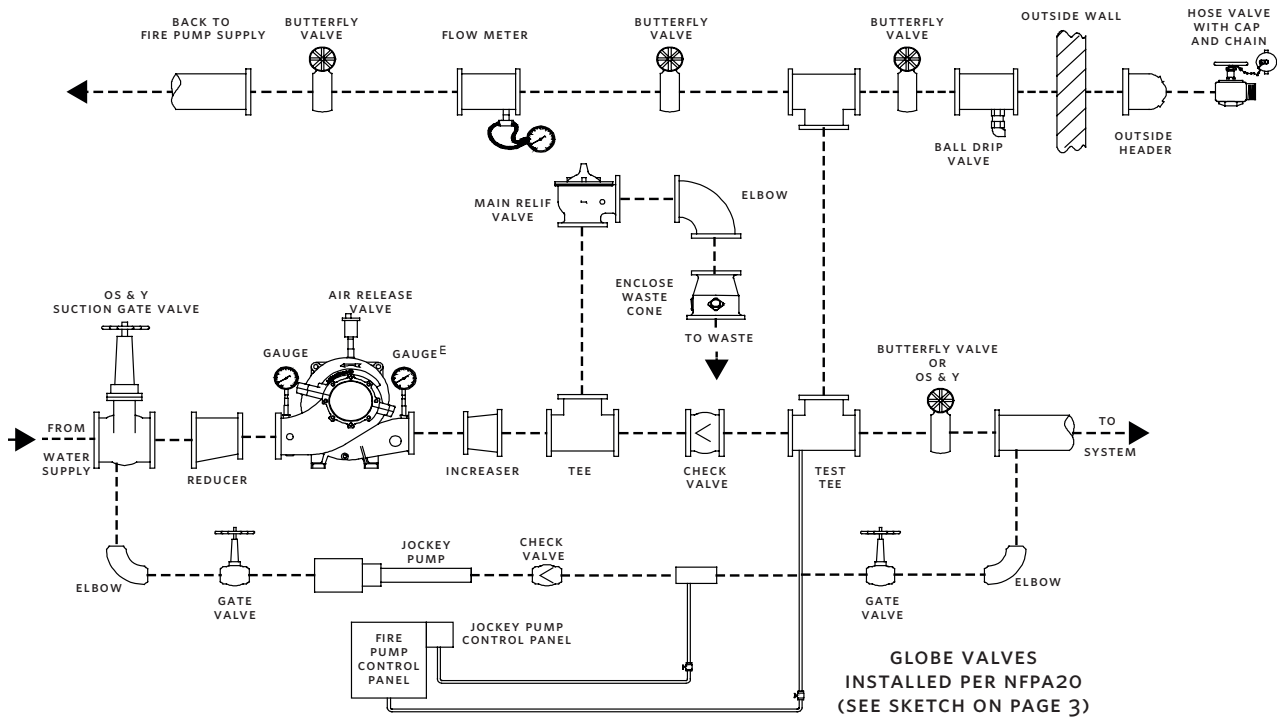 BACK TO
FIRE PUMP SUPPLY
BUTTERFLY
VALVE
FLOW METER
BUTTERFLY
VALVE
BUTTERFLY
VALVE
OUTSIDE WALL
HOSE VALVE
WITH CAP
AND CHAIN
BALL DRIP
VALVE
OUTSIDE
HEADER
MAIN RELIF
VALVE
ELBOW
ENCLOSE
WASTE
CONE
TO WASTE
OS & Y
SUCTION GATE VALVE
AIR RELEASE
VALVE
GAUGE
GAUGE E
BUTTERFLY VALVE
OR
OS & Y
FROM
WATER
SUPPLY
REDUCER
INCREASER
TEE
CHECK
VALVE
TEST
TEE
TO
SYSTEM
ELBOW
GATE
VALVE
JOCKEY
PUMP
CHECK
VALVE
GATE
VALVE
ELBOW
FIRE
PUMP
CONTROL
PANEL
JOCKEY PUMP
CONTROL PANEL
GLOBE VALVES
INSTALLED PER NFPA20
(SEE SKETCH ON PAGE 3)